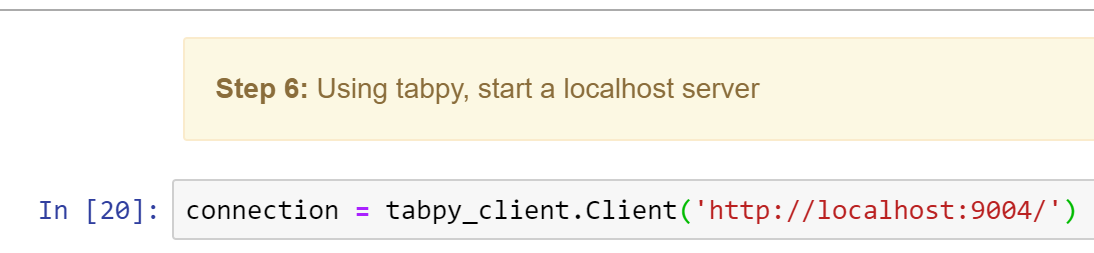 Step 6: Using tabpy, start a localhost server
In [20]: connection = tabpy_client.Client('http://localhost:9004/')